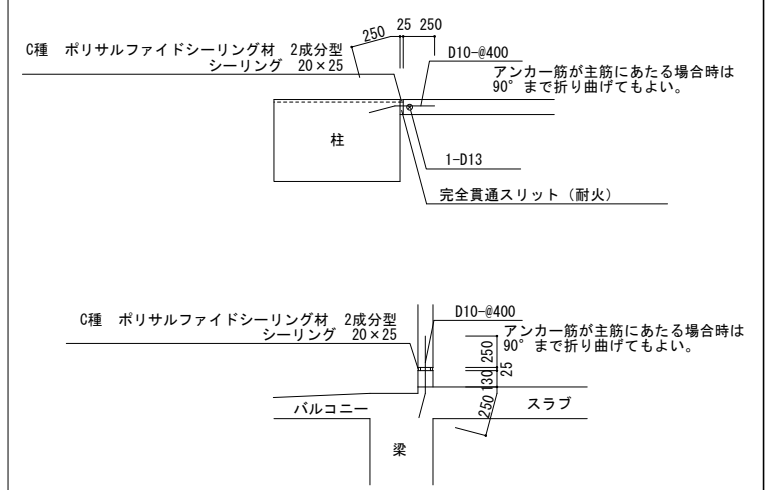 250 25 250
C種　ポリサルファイドシーリング材　2成分型
シーリング　20×25
D10-@400
アンカー筋が主筋にあたる場合時は
90°まで折り曲げてもよい。
柱
1-D13
完全貫通スリット（耐火）
C種　ポリサルファイドシーリング材　2成分型
シーリング　20×25
D10-@400
アンカー筋が主筋にあたる場合時は
90°まで折り曲げてもよい。
250
25
130
250
バルコニー
スラブ
梁